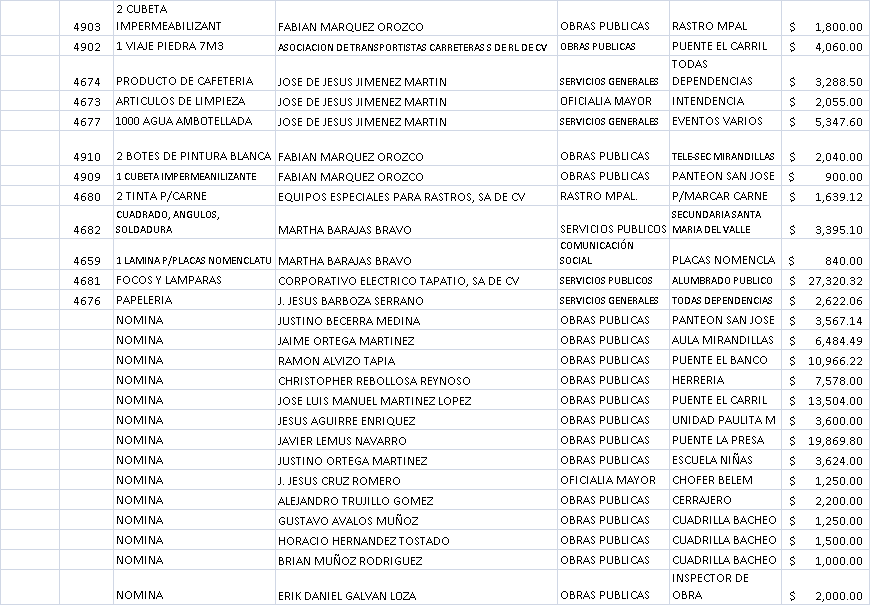 4903 2 CUBETA IMPERMEABILIZANT FABIAN MARQUEZ OROZCO OBRAS PUBLICAS RASTRO MPAL $ 1,800.00
4902 1 VIAJE PIEDRA 7M3 ASOCIACION DE TRANSPORTISTAS CARRETERAS S DE RL DE CV OBRAS PUBLICAS PUENTE EL CARRIL $ 4,060.00
4674 PRODUCTO DE CAFETERIA JOSE DE JESUS JIMENEZ MARTIN SERVICIOS GENERALES TODAS DEPENDENCIAS $ 3,288.50
4673 ARTICULOS DE LIMPIEZA JOSE DE JESUS JIMENEZ MARTIN OFICIALIA MAYOR INTENDENCIA $ 2,055.00
4677 1000 AGUA AMBOTELLADA JOSE DE JESUS JIMENEZ MARTIN SERVICIOS GENERALES EVENTOS VARIOS $ 5,347.60
4910 2 BOTES DE PINTURA BLANCA FABIAN MARQUEZ OROZCO OBRAS PUBLICAS TELE-SEC MIRANDILLAS $ 2,040.00
4909 1 CUBETA IMPERMEANILIZANTE FABIAN MARQUEZ OROZCO OBRAS PUBLICAS PANTEON SAN JOSE $ 900.00
4680 2 TINTA P/CARNE EQUIPOS ESPECIALES PARA RASTROS, SA DE CV RASTRO MPAL. P/MARCAR CARNE $ 1,639.12
4682 CUADRADO, ANGULOS, SOLDADURA MARTHA BARAJAS BRAVO SERVICIOS PUBLICOS SECUNDARIA SANTA MARIA DEL VALLE $ 3,395.10
4659 1 LAMINA P/PLACAS NOMENCLATU MARTHA BARAJAS BRAVO COMUNICACIÓN SOCIAL PLACAS NOMENCLA $ 840.00
4681 FOCOS Y LAMPARAS CORPORATIVO ELECTRICO TAPATIO, SA DE CV SERVICIOS PUBLICOS ALUMBRADO PUBLICO $ 27,320.32
4676 PAPELERIA J. JESUS BARBOZA SERRANO SERVICIOS GENERALES TODAS DEPENDENCIAS $ 2,622.06
NOMINA JUSTINO BECERRA MEDINA OBRAS PUBLICAS PANTEON SAN JOSE $ 3,567.14
NOMINA JAIME ORTEGA MARTINEZ OBRAS PUBLICAS AULA MIRANDILLAS $ 6,484.49
NOMINA RAMON ALVIZO TAPIA OBRAS PUBLICAS PUENTE EL BANCO $ 10,966.22
NOMINA CHRISTOPHER REBOLLOSA REYNOSO OBRAS PUBLICAS HERRERIA $ 7,578.00
NOMINA JOSE LUIS MANUEL MARTINEZ LOPEZ OBRAS PUBLICAS PUENTE EL CARRIL $ 13,504.00
NOMINA JESUS AGUIRRE ENRIQUEZ OBRAS PUBLICAS UNIDAD PAULITA M $ 3,600.00
NOMINA JAVIER LEMUS NAVARRO OBRAS PUBLICAS PUENTE LA PRESA $ 19,869.80
NOMINA JUSTINO ORTEGA MARTINEZ OBRAS PUBLICAS ESCUELA NIÑAS $ 3,624.00
NOMINA J. JESUS CRUZ ROMERO OFICIALIA MAYOR CHOFER BELEM $ 1,250.00
NOMINA ALEJANDRO TRUJILLO GOMEZ OBRAS PUBLICAS CERRAJERO $ 2,200.00
NOMINA GUSTAVO AVALOS MUÑOZ OBRAS PUBLICAS CUADRILLA BACHEO $ 1,250.00
NOMINA HORACIO HERNANDEZ TOSTADO OBRAS PUBLICAS CUADRILLA BACHEO $ 1,500.00
NOMINA BRIAN MUÑOZ RODRIGUEZ OBRAS PUBLICAS CUADRILLA BACHEO $ 1,000.00
NOMINA ERIK DANIEL GALVAN LOZA OBRAS PUBLICAS INSPECTOR DE OBRA $ 2,000.00